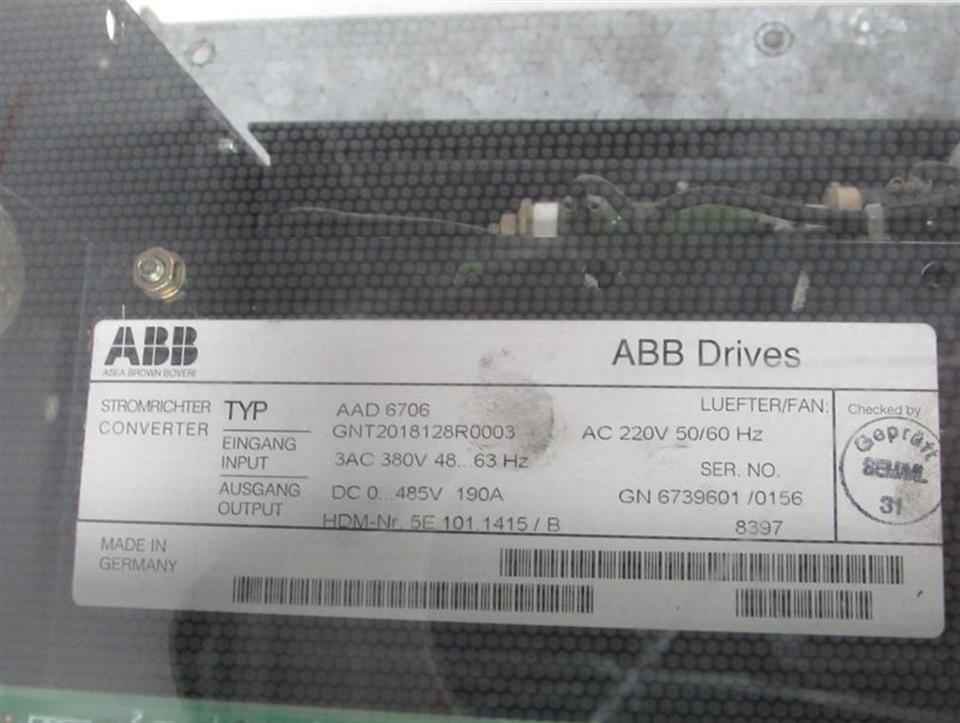 ABB
ASEA BROWN BOVERI
ABB Drives
STROMRICHTER
CONVERTER
TYP
AAD 6706
GNT2018128R0003
EINGANG
INPUT
3AC 380V 48...63 Hz
AUSGANG
OUTPUT
DC 0...485V 190A
HDM-Nr. 5E.101.1415 / B
LUEFTER/FAN:
AC 220V 50/60 Hz
SER. NO.
GN 6739601 /0156
8397
Checked by
Geprüft
31
MADE IN
GERMANY